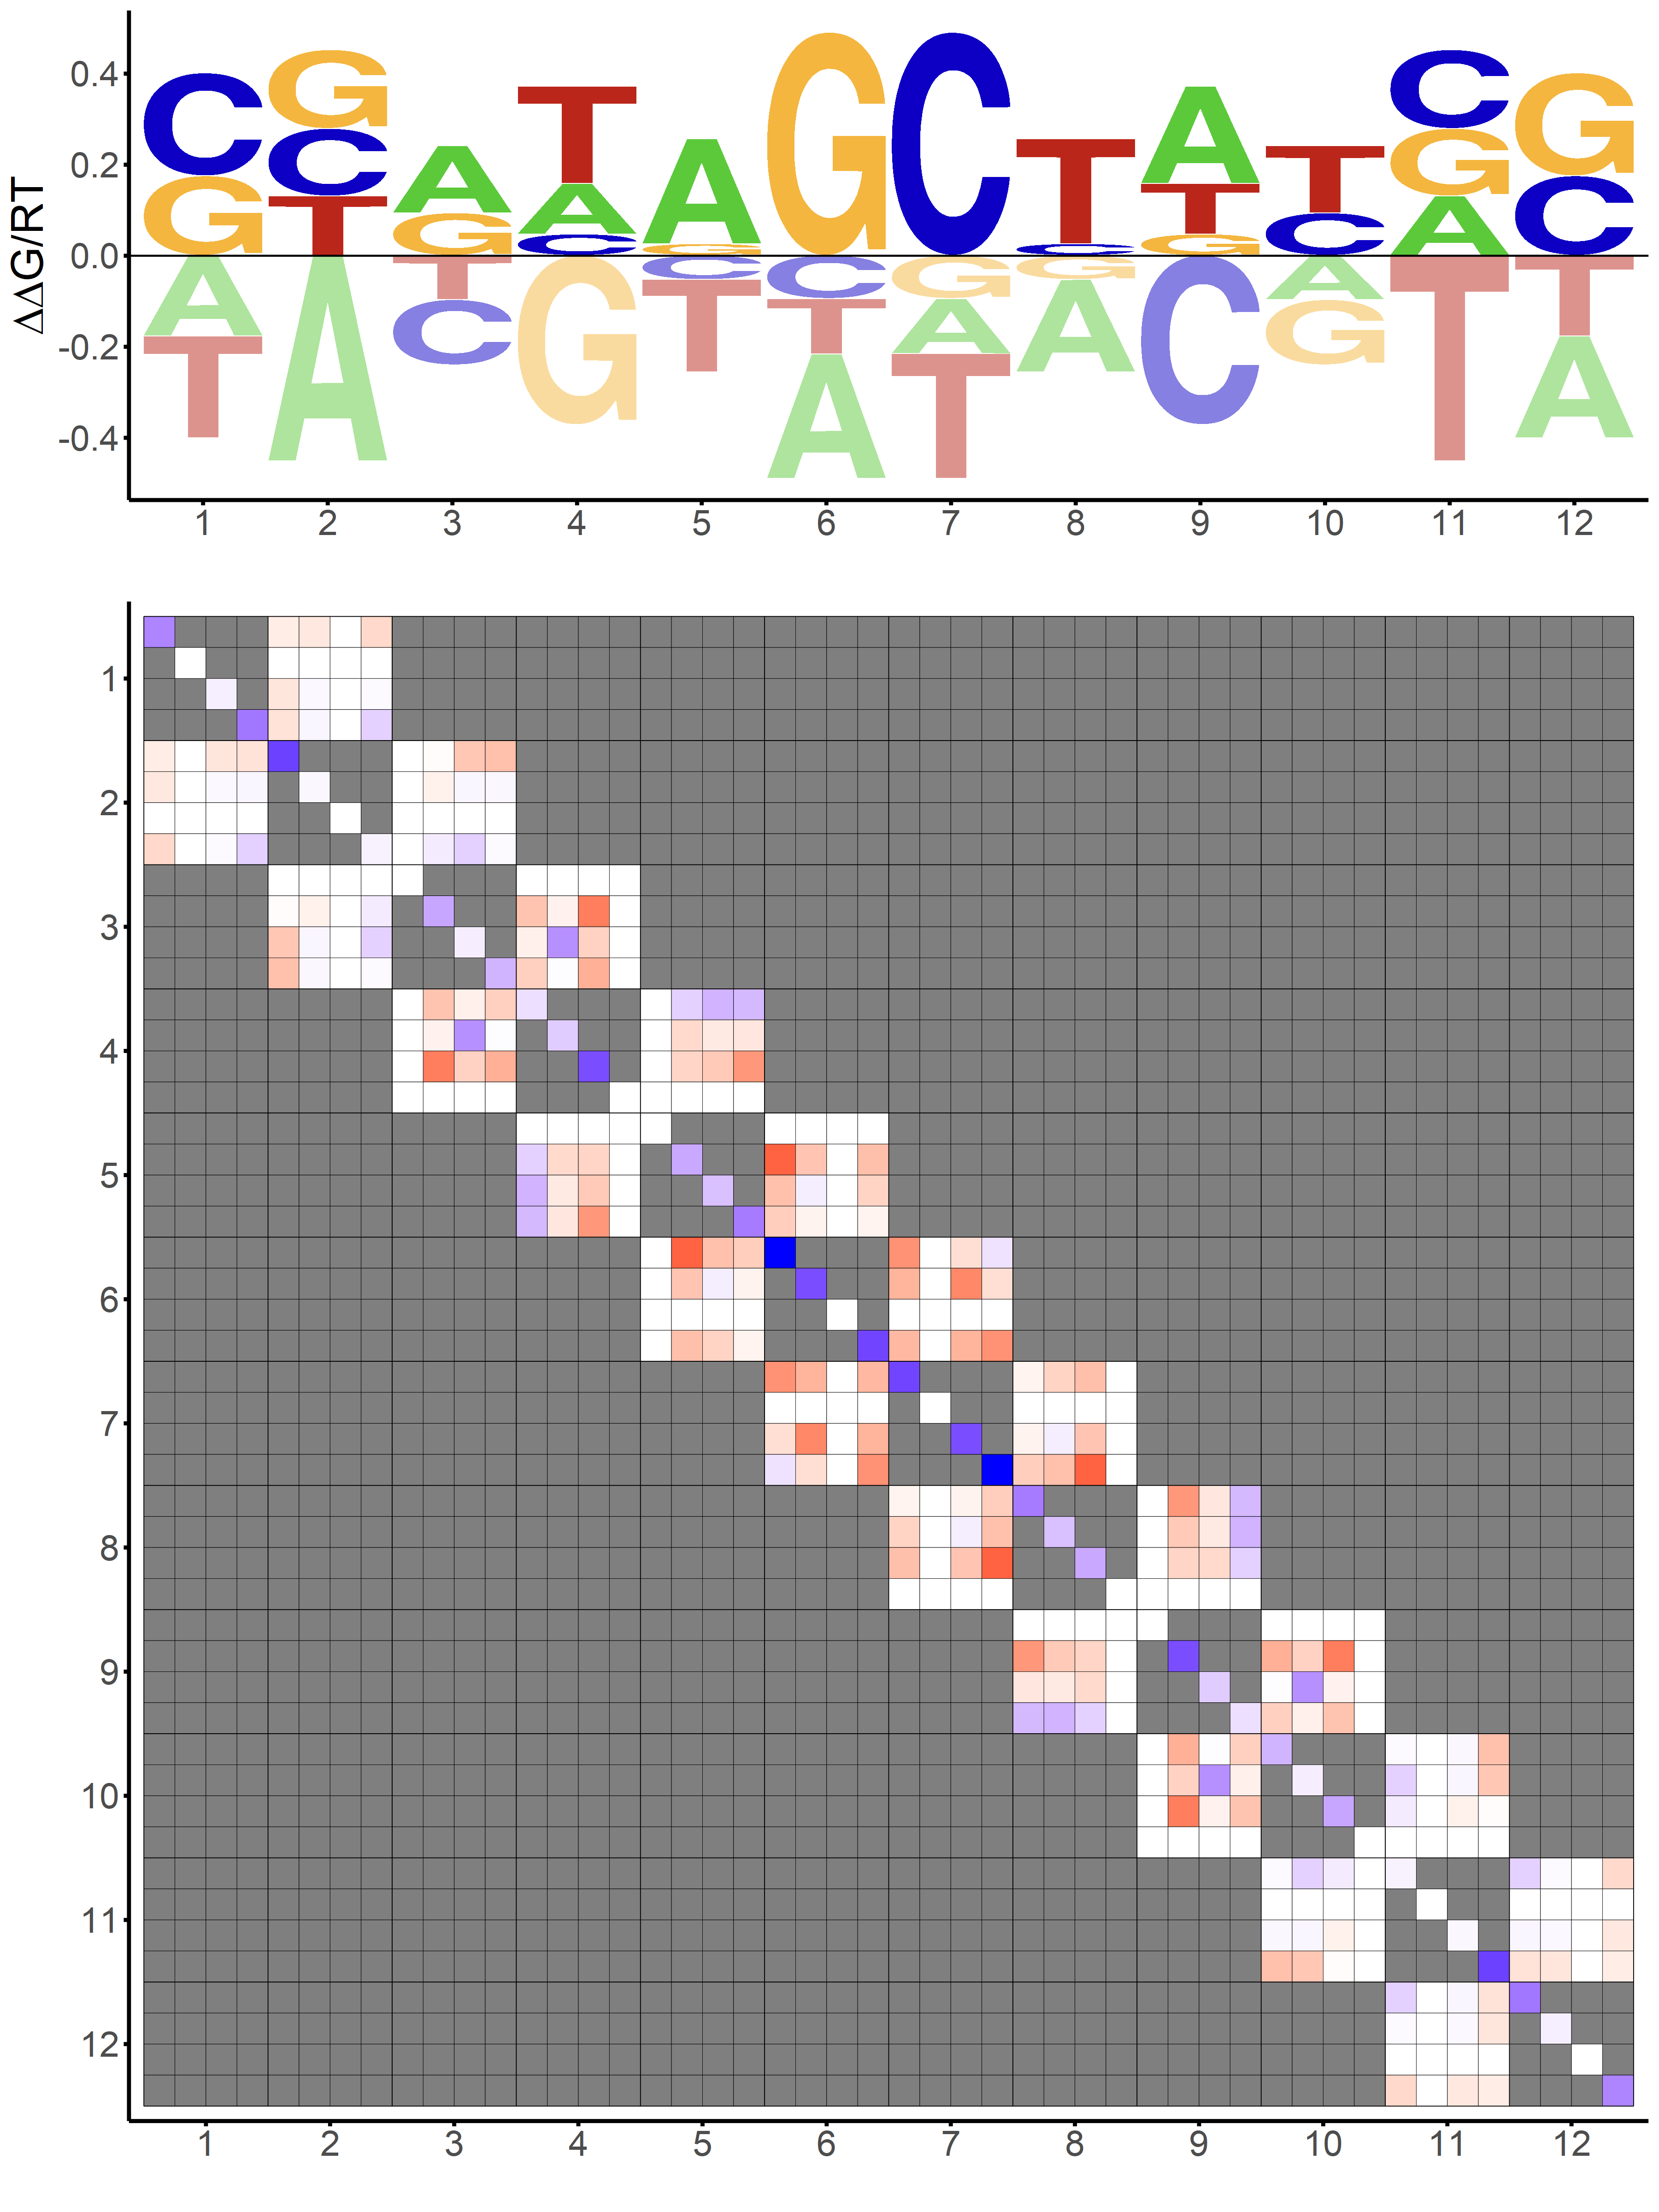 ΔΔG/RT
0.4
0.2
0.0
-0.2
-0.4
C G A T A G C T A T C G
G C G A G C T C G C
T C G A
A A T G C C G G C A T T
T C T T A A G A
A T
1 2 3 4 5 6 7 8 9 10 11 12
1
2
3
4
5
6
7
8
9
10
11
12
1 2 3 4 5 6 7 8 9 10 11 12